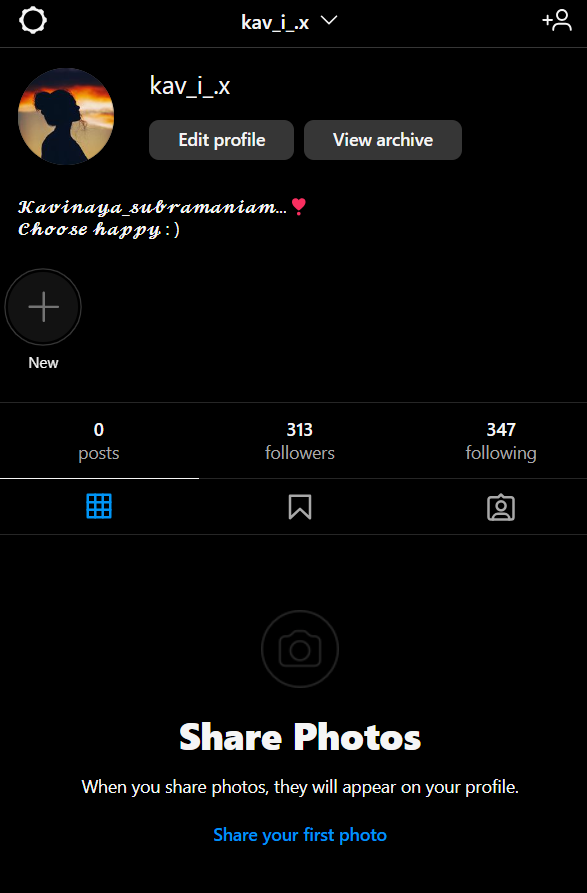 kav_i_.x
kav_i_.x
Edit profile
View archive
𝓚𝓪𝓿𝓲𝓷𝓪𝔂𝓪_𝓼𝓾𝓫𝓻𝓪𝓶𝓪𝓷𝓲𝓪𝓶...❣
𝓒𝓱𝓸𝓸𝓼𝓮 𝓱𝓪𝓹𝓹𝔂 : )
New
0 313 347
posts followers following
Share Photos
When you share photos, they will appear on your profile.
Share your first photo